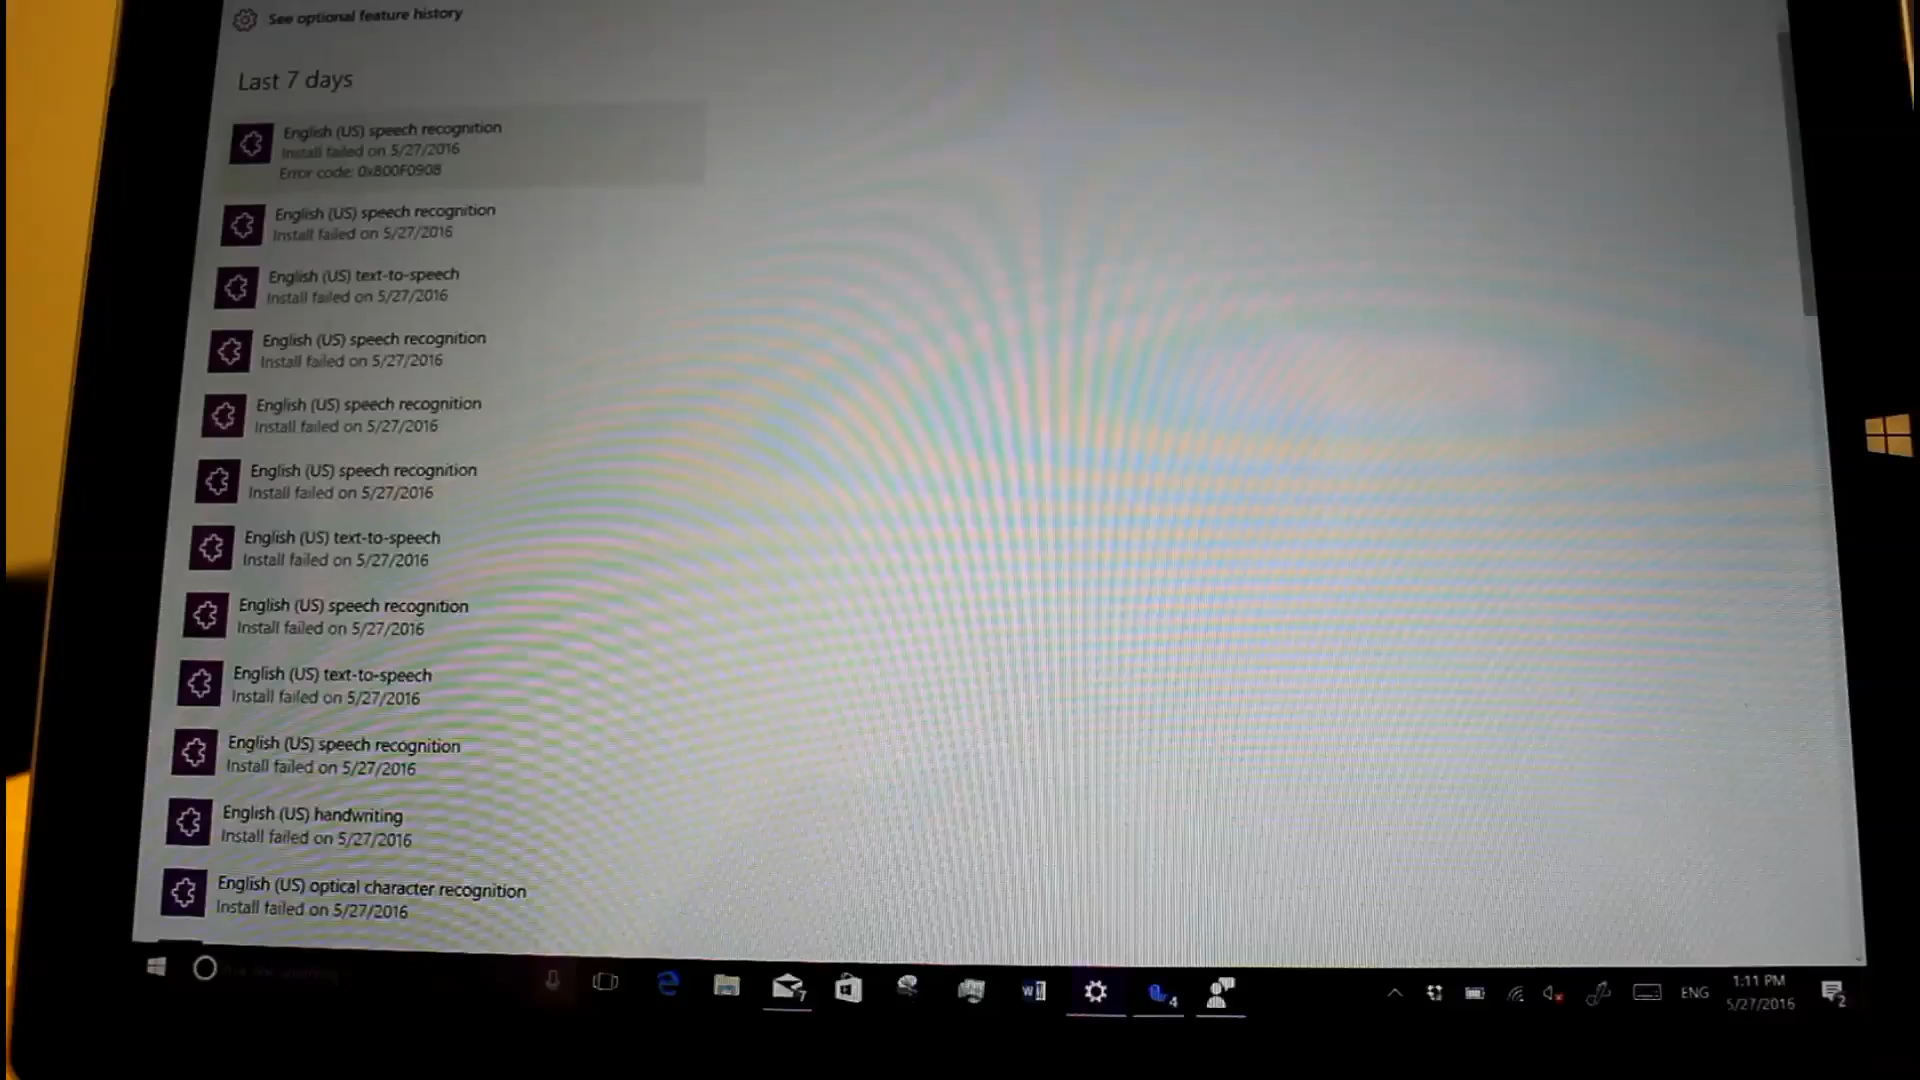 See optional feature history
Last 7 days
English (US) speech recognition
Install failed on 5/27/2016
Error code: 0x800F0908
English (US) speech recognition
Install failed on 5/27/2016
English (US) text-to-speech
Install failed on 5/27/2016
English (US) speech recognition
Install failed on 5/27/2016
English (US) speech recognition
Install failed on 5/27/2016
English (US) speech recognition
Install failed on 5/27/2016
English (US) text-to-speech
Install failed on 5/27/2016
English (US) speech recognition
Install failed on 5/27/2016
English (US) text-to-speech
Install failed on 5/27/2016
English (US) speech recognition
Install failed on 5/27/2016
English (US) handwriting
Install failed on 5/27/2016
English (US) optical character recognition
Install failed on 5/27/2016
7
4
ENG
1:11 PM
5/27/2016
2